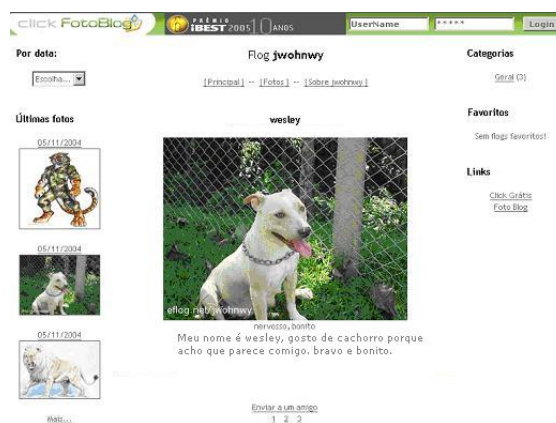 click FotoBlog
PRÊMIO
iBEST 2005 10 ANOS
UserName
*****
Login
Por data:
Escolha...
Últimas fotos
05/11/2004
05/11/2004
05/11/2004
Mais...
Flog jwohnwy
[Principal] -- [Fotos] -- [Sobre jwohnwy]
wesley
eflog.net/jwohnwy
nervosso, bonito
Meu nome é wesley, gosto de cachorro porque
acho que parece comigo. bravo e bonito.
Enviar a um amigo
1 2 3
Categorias
Geral (3)
Favoritos
Sem flogs favoritos!
Links
Click Grátis
Foto Blog